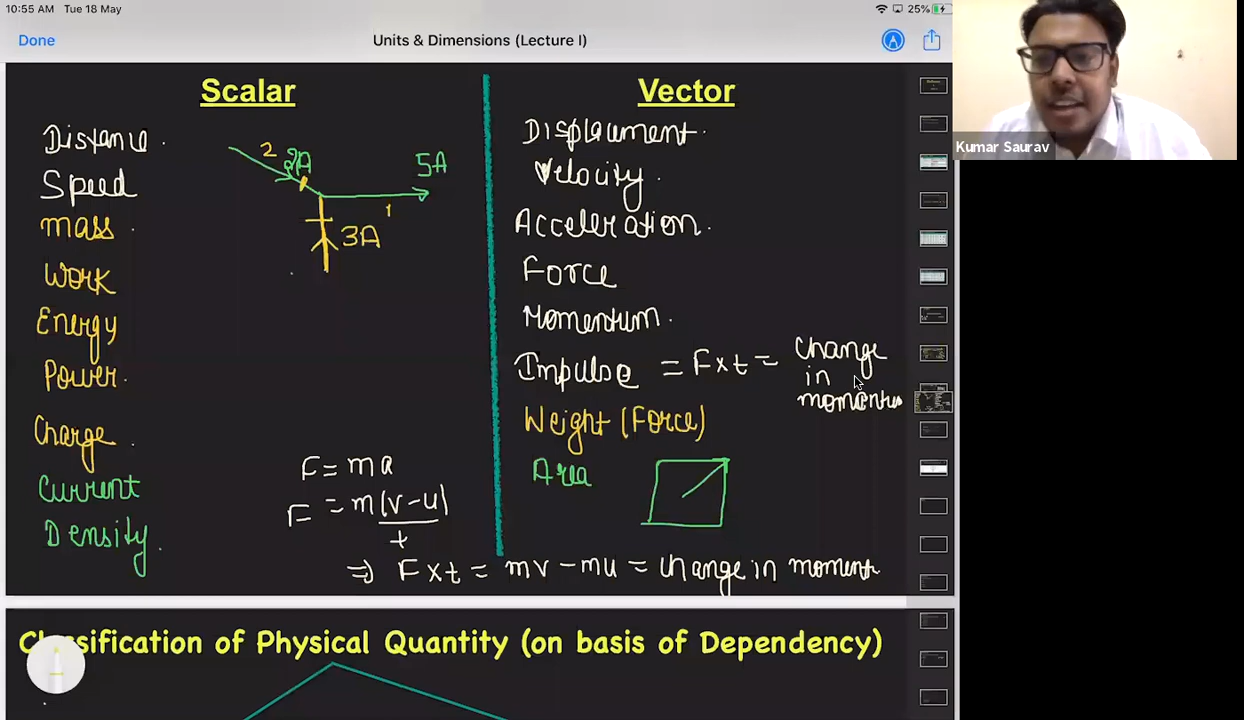 10:55 AM Tue 18 May
25%
Done
Units & Dimensions (Lecture I)
Kumar Saurav
Scalar
Distance.
Speed
mass.
Work
Energy
Power.
Charge.
Current
Density.
2
2A
5A
1
3A
F = ma
F = m(v-u)
t
⇒ F x t = mv - mu = change in moment
Vector
Displaument.
Velocity.
Acceleration.
Force
Momentum.
Impulse = F x t = change
in
momentu
Weight (Force)
Area
Classification of Physical Quantity (on basis of Dependency)